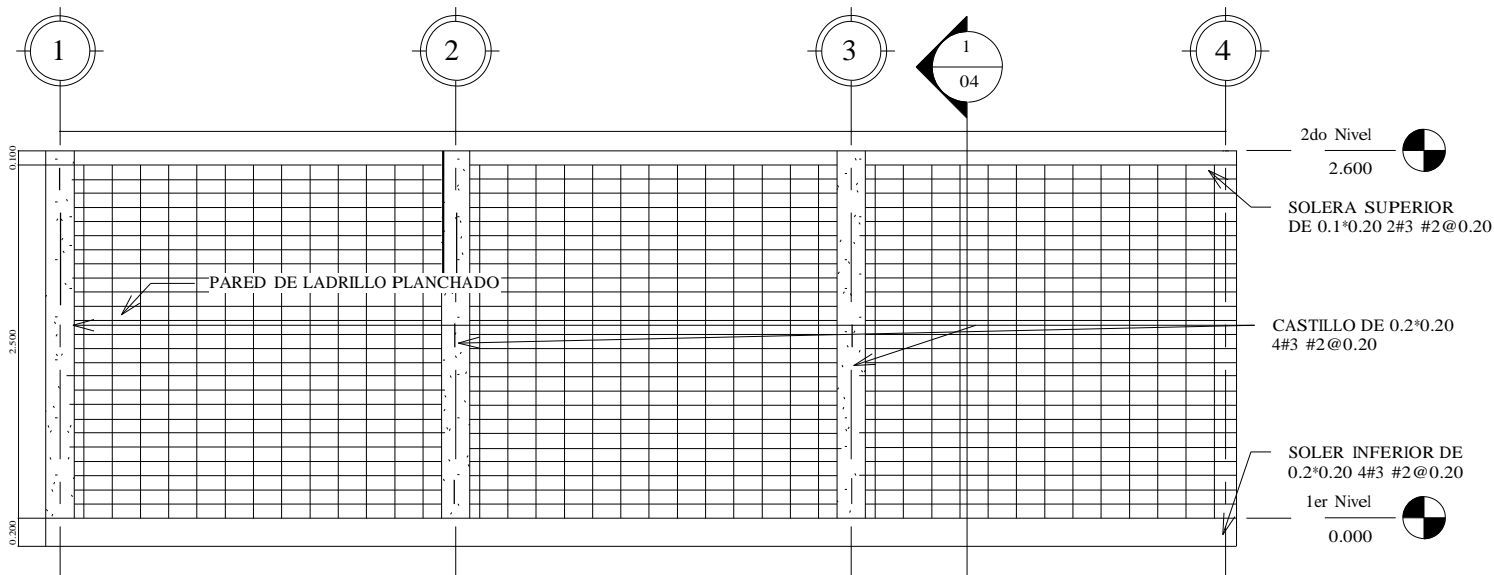 1
2
3
4
1
04
2do Nivel
2.600
0.100
SOLERA SUPERIOR
DE 0.1*0.20 2#3 #2@0.20
PARED DE LADRILLO PLANCHADO
2.500
CASTILLO DE 0.2*0.20
4#3 #2@0.20
SOLER INFERIOR DE
0.2*0.20 4#3 #2@0.20
1er Nivel
0.000
0.200